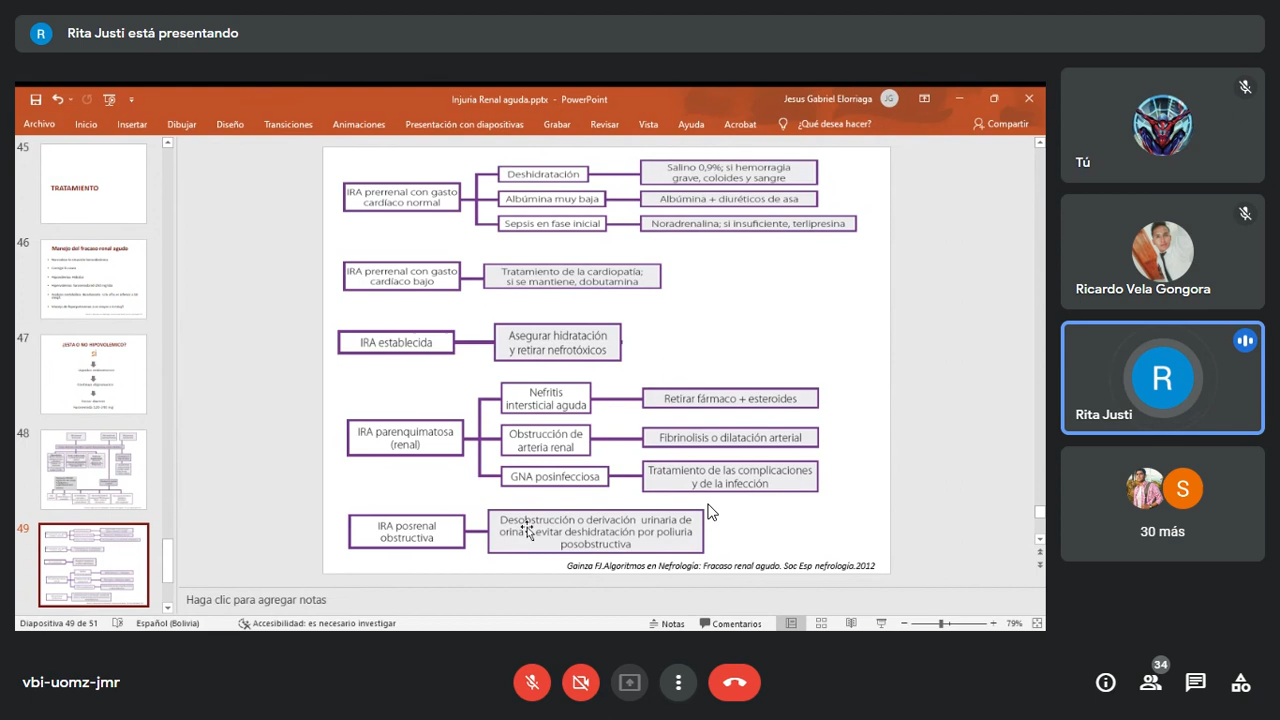 R Rita Justi está presentando
Injuria Renal aguda.pptx - PowerPoint
Jesus Gabriel Elorriaga JG
Archivo Inicio Insertar Dibujar Diseño Transiciones Animaciones Presentación con diapositivas Grabar Revisar Vista Ayuda Acrobat ¿Qué desea hacer? Compartir
45
TRATAMIENTO
46
Manejo del fracaso renal agudo
47
¿ESTA O NO HIPOVOLEMICO?
SI
48
49
IRA prerrenal con gasto
cardíaco normal
Deshidratación
Salino 0,9%; si hemorragia
grave, coloides y sangre
Albúmina muy baja
Albúmina + diuréticos de asa
Sepsis en fase inicial
Noradrenalina; si insuficiente, terlipresina
IRA prerrenal con gasto
cardíaco bajo
Tratamiento de la cardiopatía;
si se mantiene, dobutamina
IRA establecida
Asegurar hidratación
y retirar nefrotóxicos
IRA parenquimatosa
(renal)
Nefritis
intersticial aguda
Retirar fármaco + esteroides
Obstrucción de
arteria renal
Fibrinolisis o dilatación arterial
GNA posinfecciosa
Tratamiento de las complicaciones
y de la infección
IRA posrenal
obstructiva
Desobstrucción o derivación urinaria de
orina evitar deshidratación por poliuria
posobstructiva
Gainza FJ.Algoritmos en Nefrología: Fracaso renal agudo. Soc Esp nefrología.2012
Haga clic para agregar notas
Diapositiva 49 de 51 Español (Bolivia) Accesibilidad: es necesario investigar Notas Comentarios 79%
Tú
Ricardo Vela Gongora
R
Rita Justi
S
30 más
vbi-uomz-jmr
34